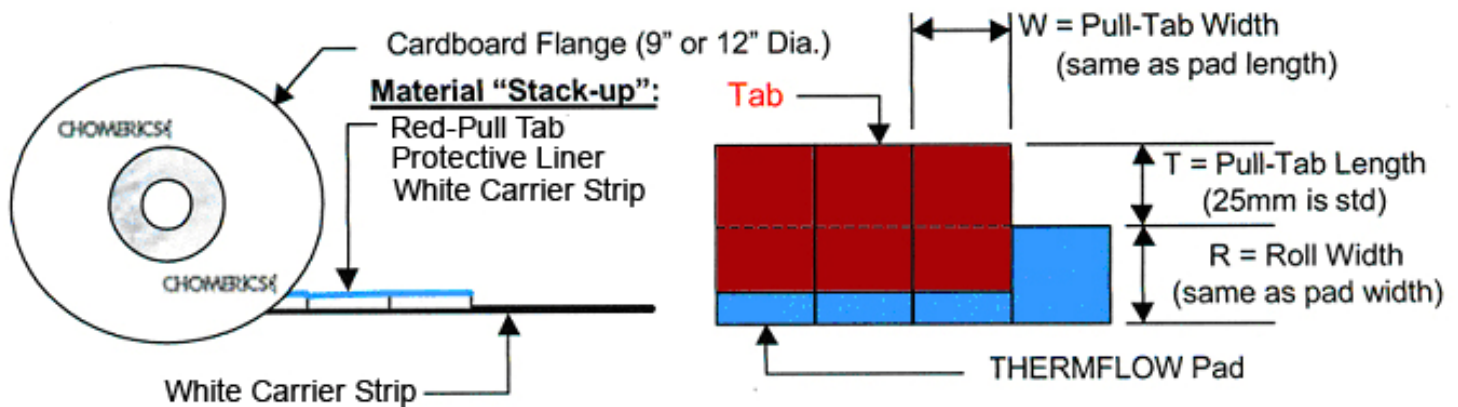 Cardboard Flange (9” or 12” Dia.)
Material “Stack-up”:
Red-Pull Tab
Protective Liner
White Carrier Strip
CHOMERICS
CHOMERICS
White Carrier Strip
W = Pull-Tab Width
(same as pad length)
Tab
T = Pull-Tab Length
(25mm is std)
R = Roll Width
(same as pad width)
THERMFLOW Pad